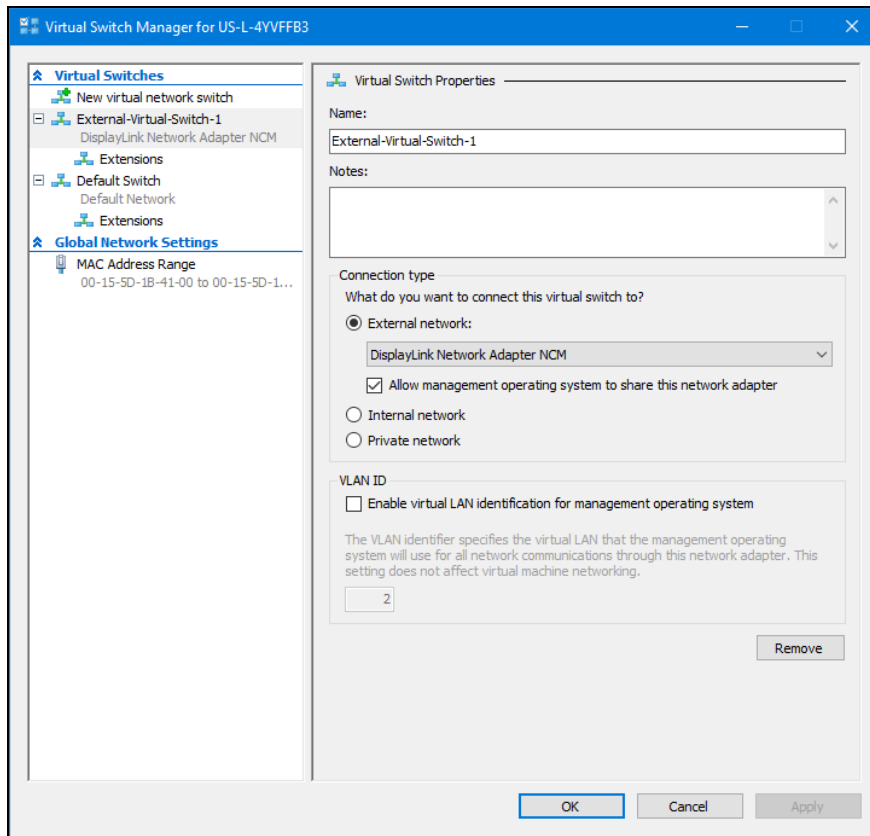 Virtual Switch Manager for US-L-4YVFFB3
Virtual Switches
New virtual network switch
External-Virtual-Switch-1
DisplayLink Network Adapter NCM
Extensions
Default Switch
Default Network
Extensions
Global Network Settings
MAC Address Range
00-15-5D-1B-41-00 to 00-15-5D-1...
Virtual Switch Properties
Name:
External-Virtual-Switch-1
Notes:
Connection type
What do you want to connect this virtual switch to?
External network:
DisplayLink Network Adapter NCM
Allow management operating system to share this network adapter
Internal network
Private network
VLAN ID
Enable virtual LAN identification for management operating system
The VLAN identifier specifies the virtual LAN that the management operating
system will use for all network communications through this network adapter. This
setting does not affect virtual machine networking.
2
Remove
OK
Cancel
Apply